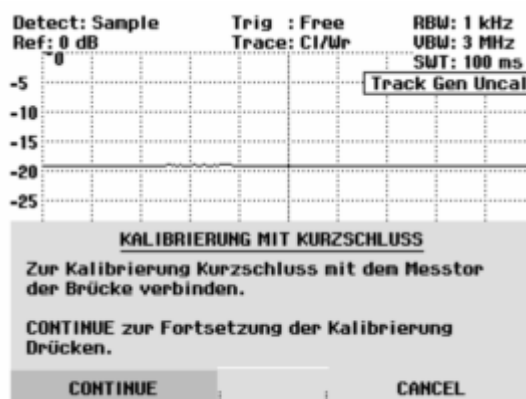 Detect: Sample Trig : Free RBW: 1 kHz
Ref: 0 dB Trace: Cl/Wr VBW: 3 MHz
SWT: 100 ms
0
Track Gen Uncal
-5
-10
-15
-20
-25
KALIBRIERUNG MIT KURZSCHLUSS
Zur Kalibrierung Kurzschluss mit dem Messtor
der Brücke verbinden.
CONTINUE zur Fortsetzung der Kalibrierung
Drücken.
CONTINUE CANCEL